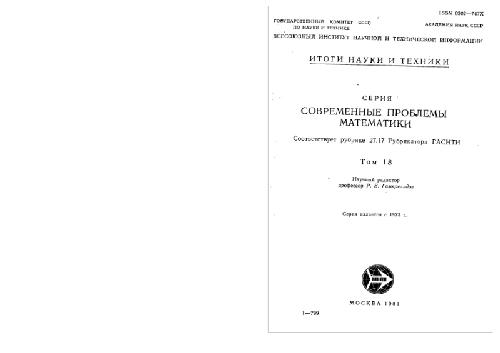 ISSN 0202—747X
ГОСУДАРСТВЕННЫЙ КОМИТЕТ СССР
ПО НАУКЕ И ТЕХНИКЕ
АКАДЕМИЯ НАУК СССР
ВСЕСОЮЗНЫЙ ИНСТИТУТ НАУЧНОЙ И ТЕХНИЧЕСКОЙ ИНФОРМАЦИИ
ИТОГИ НАУКИ И ТЕХНИКИ
СЕРИЯ
СОВРЕМЕННЫЕ ПРОБЛЕМЫ
МАТЕМАТИКИ
Соответствует рубрике 27.17 Рубрикатора ГАСНТИ
Том 18
Научный редактор
профессор Р. В. Гамкрелидзе
Серия издается с
МОСКВА 1981
1—799